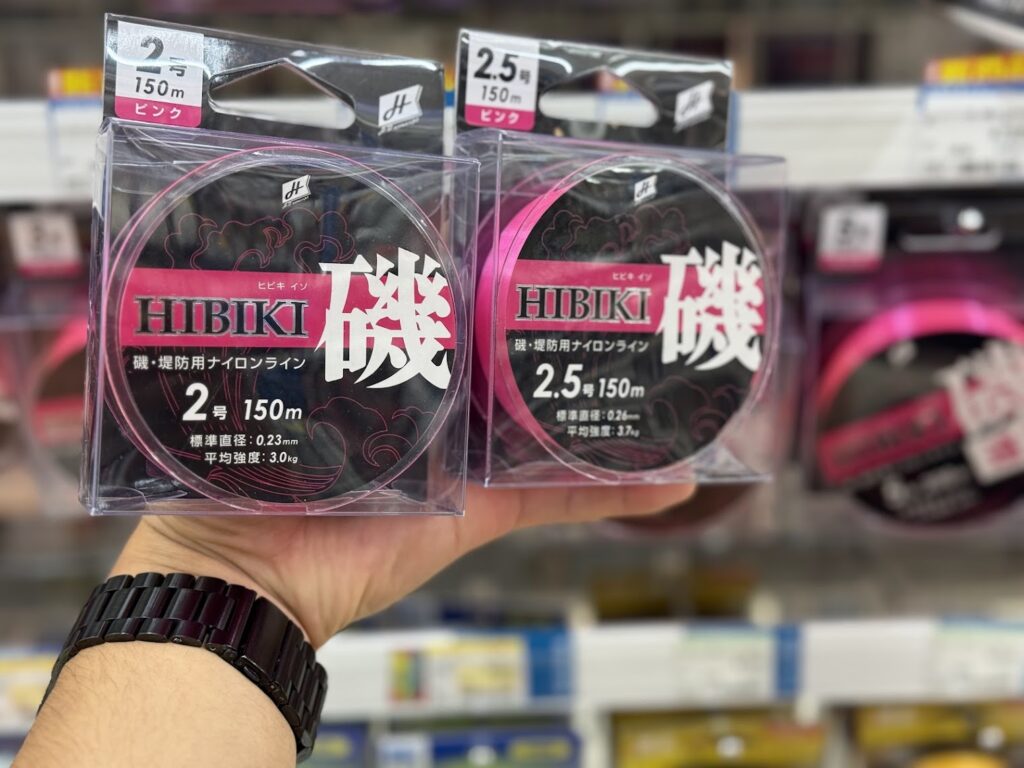 2号
150m
ピンク
H
H
ヒビキ イソ
HIBIKI 磯
磯・堤防用ナイロンライン
2号 150m
標準直径:0.23mm
平均強度:3.0kg
2.5号
150m
ピンク
H
H
ヒビキ イソ
HIBIKI 磯
磯・堤防用ナイロンライン
2.5号 150m
標準直径:0.26mm
平均強度:3.7kg
HIBIKI